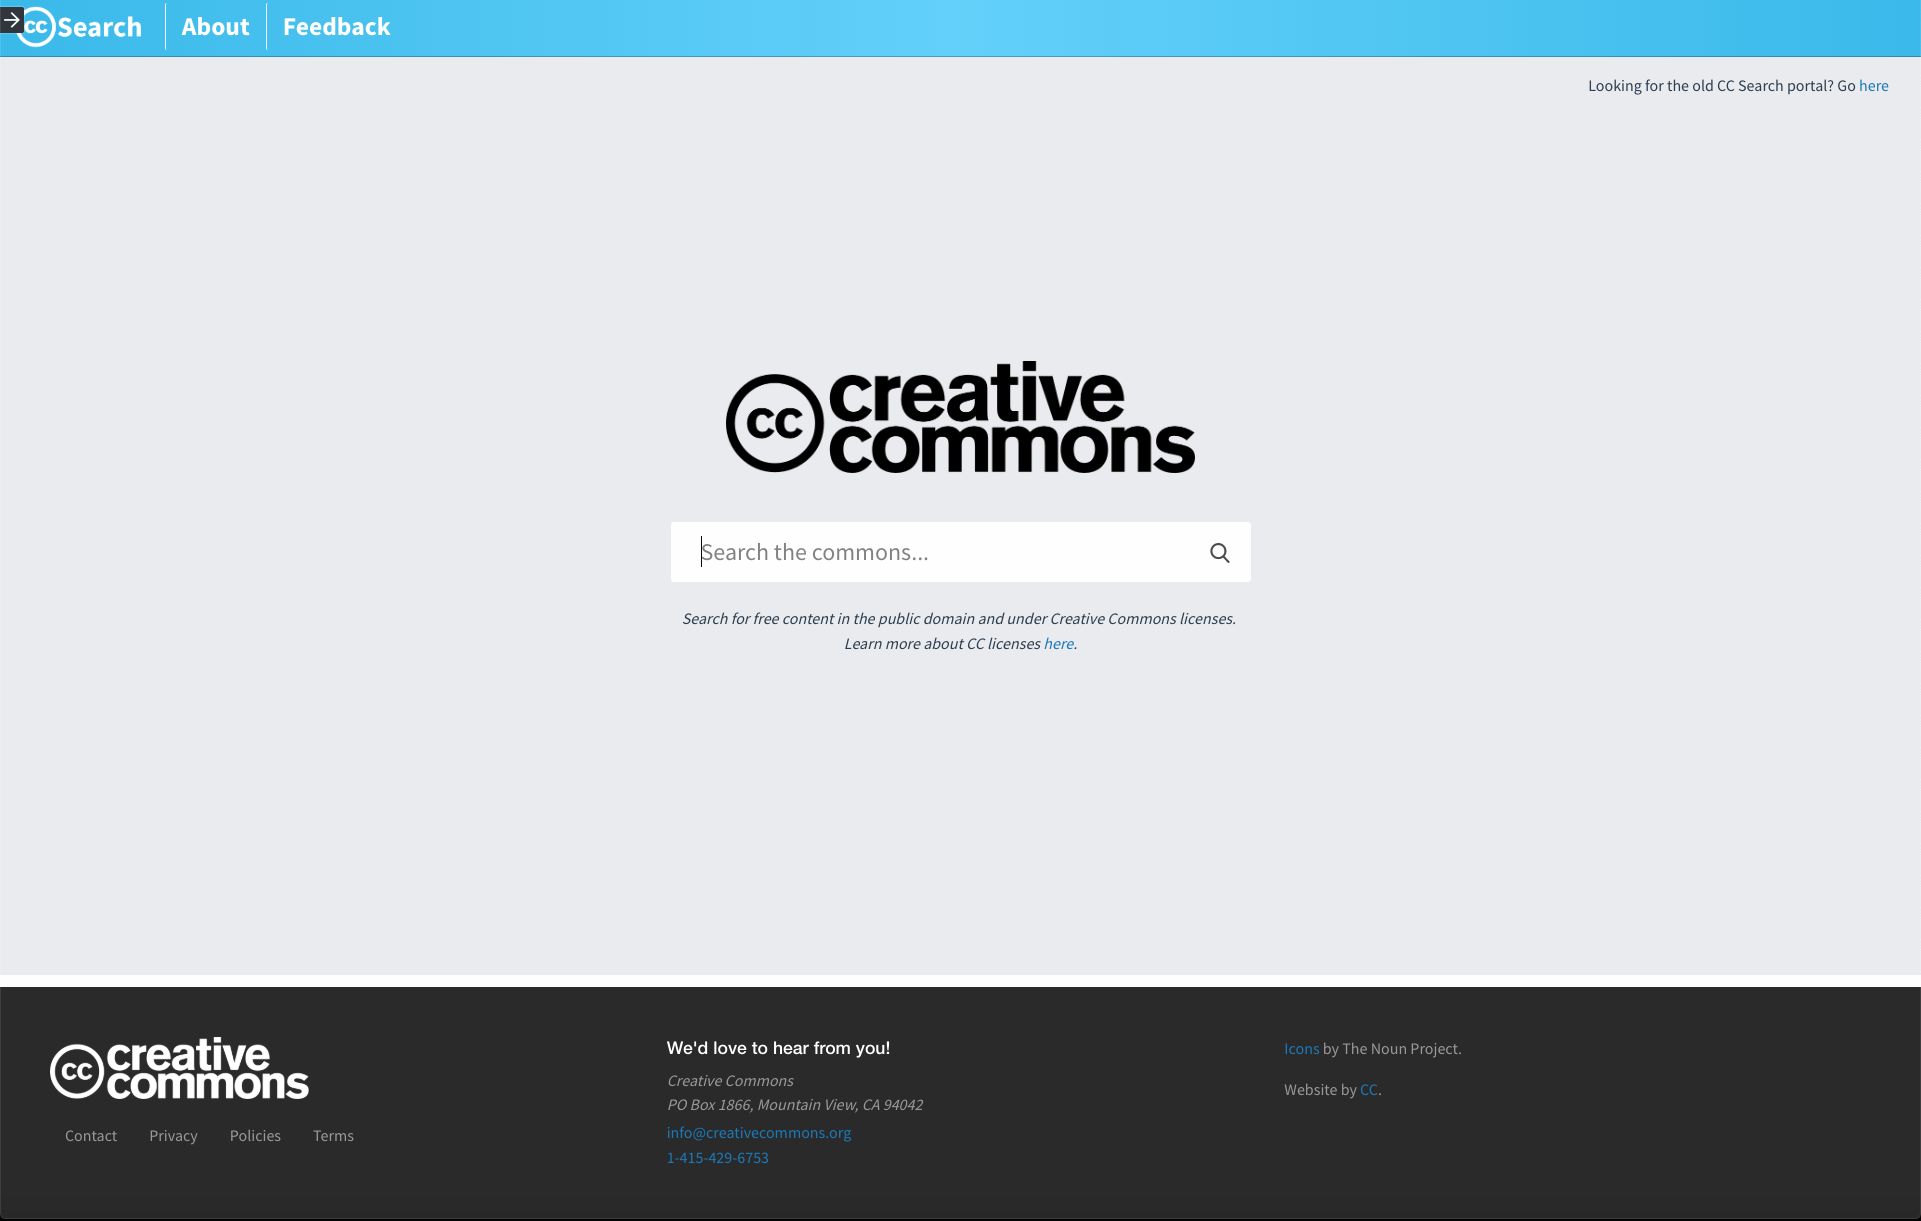 CC Search About Feedback
Looking for the old CC Search portal? Go here
cc creative
commons
Search the commons...
Search for free content in the public domain and under Creative Commons licenses.
Learn more about CC licenses here.
cc creative
commons
Contact Privacy Policies Terms
We'd love to hear from you!
Creative Commons
PO Box 1866, Mountain View, CA 94042
info@creativecommons.org
1-415-429-6753
Icons by The Noun Project.
Website by CC.